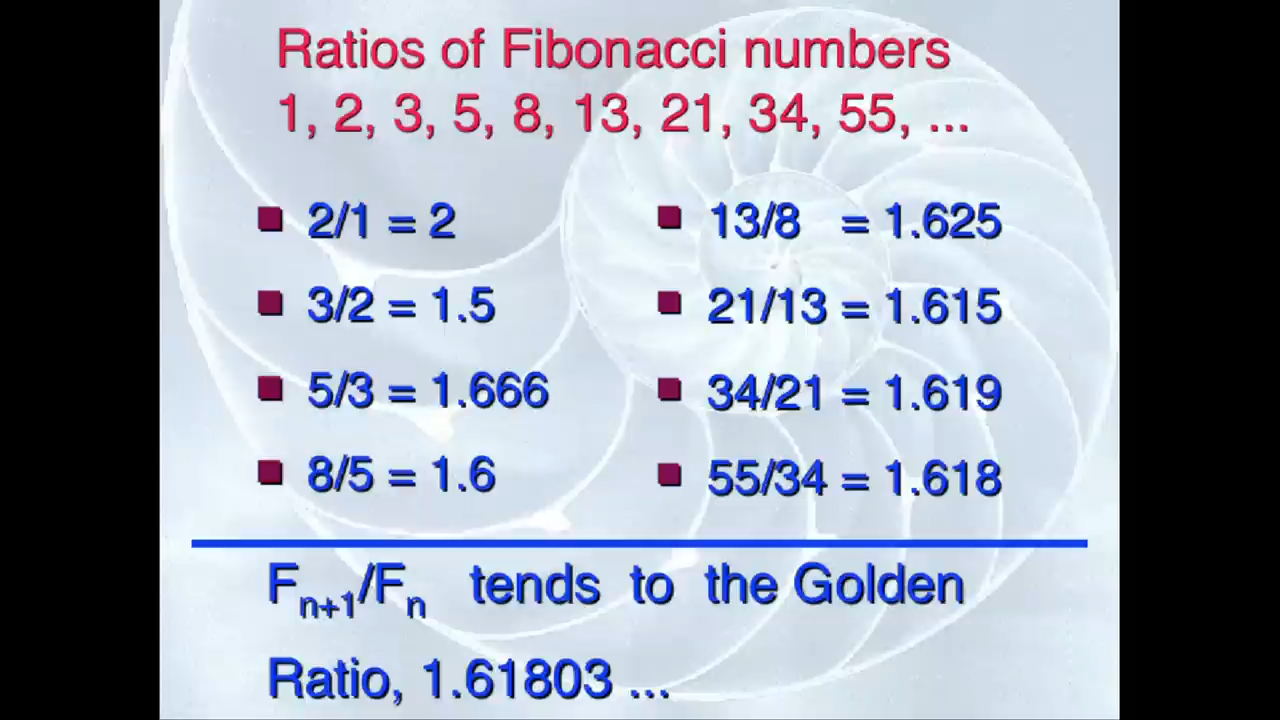 Ratios of Fibonacci numbers
1, 2, 3, 5, 8, 13, 21, 34, 55, ...
2/1 = 2
3/2 = 1.5
5/3 = 1.666
8/5 = 1.6
13/8 = 1.625
21/13 = 1.615
34/21 = 1.619
55/34 = 1.618
Fn+1/Fn tends to the Golden
Ratio, 1.61803 ...